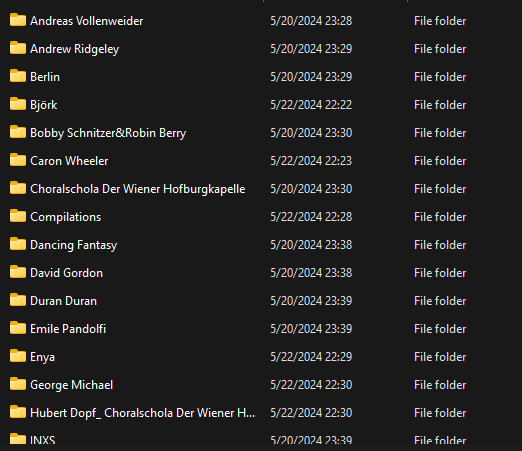 Andreas Vollenweider 5/20/2024 23:28 File folder
Andrew Ridgeley 5/20/2024 23:29 File folder
Berlin 5/20/2024 23:29 File folder
Björk 5/22/2024 22:22 File folder
Bobby Schnitzer&Robin Berry 5/20/2024 23:30 File folder
Caron Wheeler 5/22/2024 22:23 File folder
Choralschola Der Wiener Hofburgkapelle 5/20/2024 23:30 File folder
Compilations 5/22/2024 22:28 File folder
Dancing Fantasy 5/20/2024 23:38 File folder
David Gordon 5/20/2024 23:38 File folder
Duran Duran 5/20/2024 23:39 File folder
Emile Pandolfi 5/20/2024 23:39 File folder
Enya 5/22/2024 22:29 File folder
George Michael 5/22/2024 22:30 File folder
Hubert Dopf_ Choralschola Der Wiener H... 5/22/2024 22:30 File folder
INXS 5/20/2024 23:39 File folder